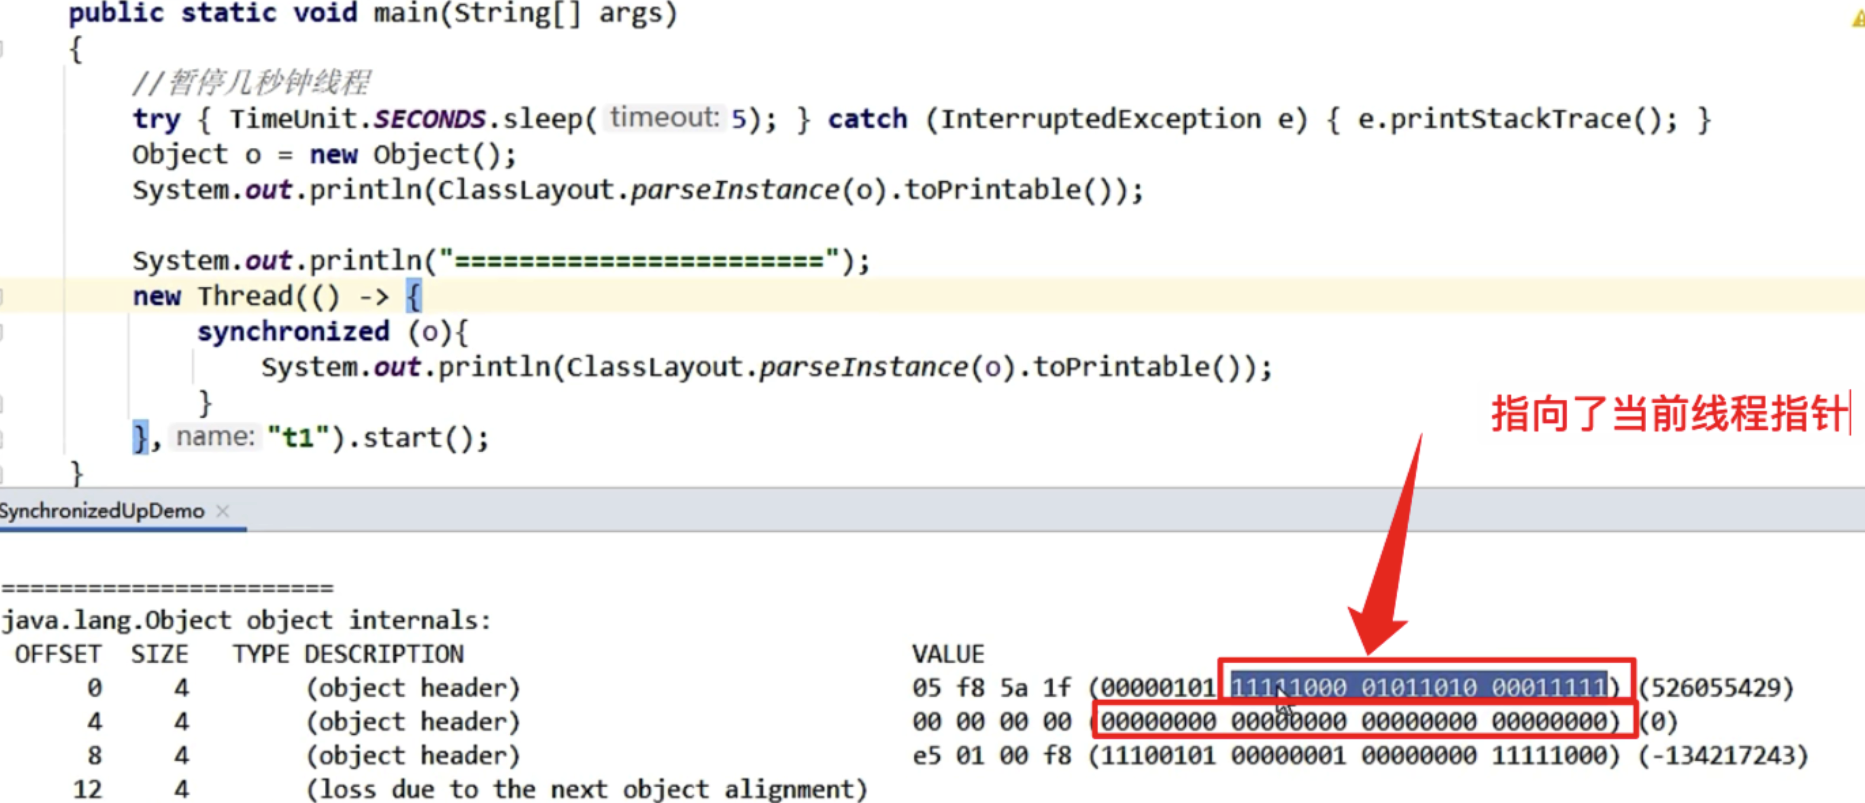 public static void main(String[] args)
{
//暂停几秒钟线程
try { TimeUnit.SECONDS.sleep( timeout: 5); } catch (InterruptedException e) { e.printStackTrace(); }
Object o = new Object();
System.out.println(ClassLayout.parseInstance(o).toPrintable());
System.out.println("=======================");
new Thread(() -> {
synchronized (o){
System.out.println(ClassLayout.parseInstance(o).toPrintable());
}
指向了当前线程指针
}, name: "t1").start();
}
SynchronizedUpDemo ×
=======================
java.lang.Object object internals:
OFFSET SIZE TYPE DESCRIPTION VALUE
0 4 (object header) 05 f8 5a 1f (00000101 11111000 01011010 00011111) (526055429)
4 4 (object header) 00 00 00 00 (00000000 00000000 00000000 00000000) (0)
8 4 (object header) e5 01 00 f8 (11100101 00000001 00000000 11111000) (-134217243)
12 4 (loss due to the next object alignment)